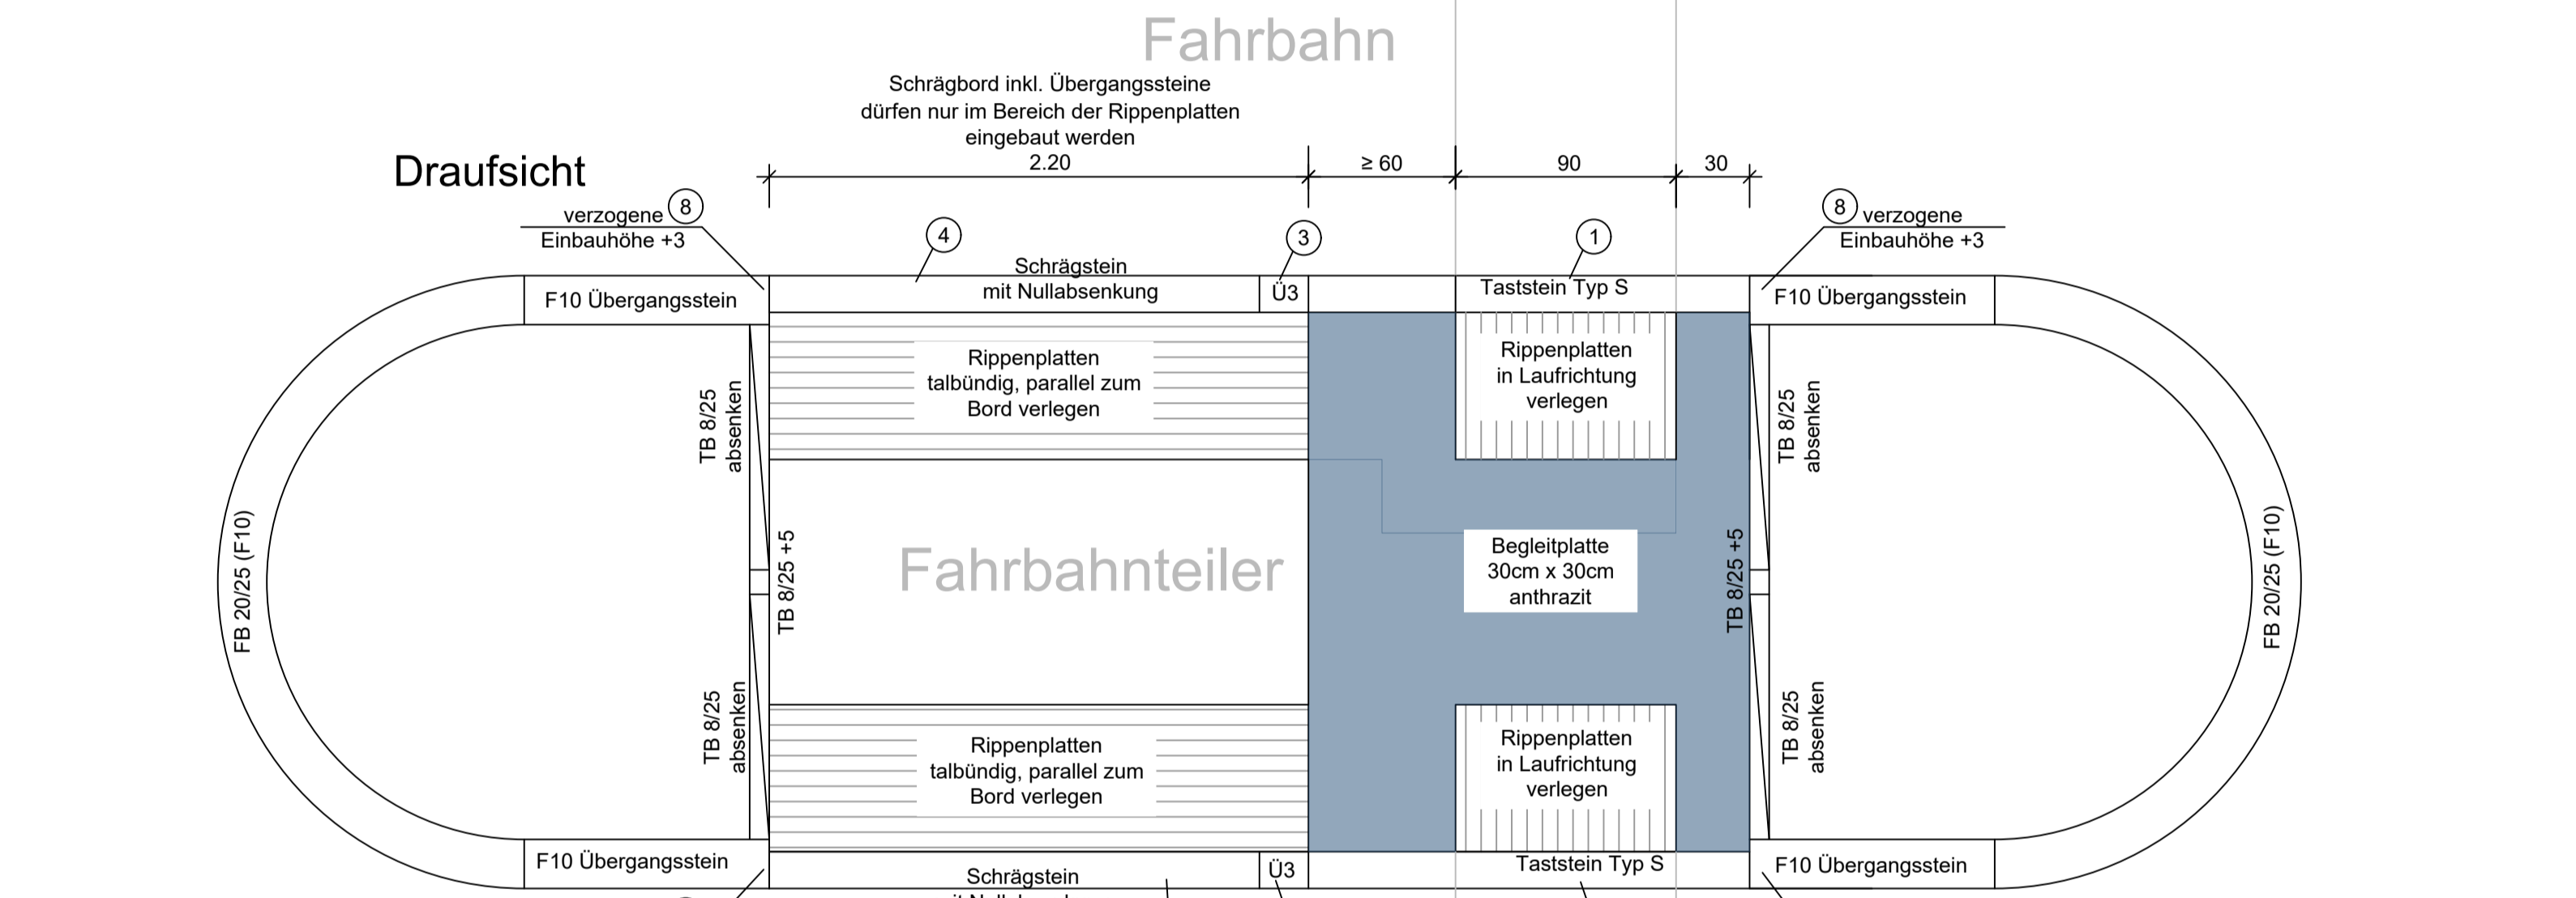 Fahrbahn
Schrägbord inkl. Übergangssteine
dürfen nur im Bereich der Rippenplatten
eingebaut werden
Draufsicht
2.20
≥ 60
90
30
verzogene
8
Einbauhöhe +3
4
3
1
8
verzogene
Einbauhöhe +3
F10 Übergangsstein
Schrägstein
mit Nullabsenkung
Ü3
Taststein Typ S
F10 Übergangsstein
Rippenplatten
talbündig, parallel zum
Bord verlegen
Rippenplatten
in Laufrichtung
verlegen
TB 8/25
absenken
TB 8/25
absenken
FB 20/25 (F10)
TB 8/25 +5
Fahrbahnteiler
Begleitplatte
30cm x 30cm
anthrazit
TB 8/25 +5
FB 20/25 (F10)
TB 8/25
absenken
Rippenplatten
talbündig, parallel zum
Bord verlegen
Rippenplatten
in Laufrichtung
verlegen
TB 8/25
absenken
F10 Übergangsstein
Schrägstein
Ü3
Taststein Typ S
F10 Übergangsstein